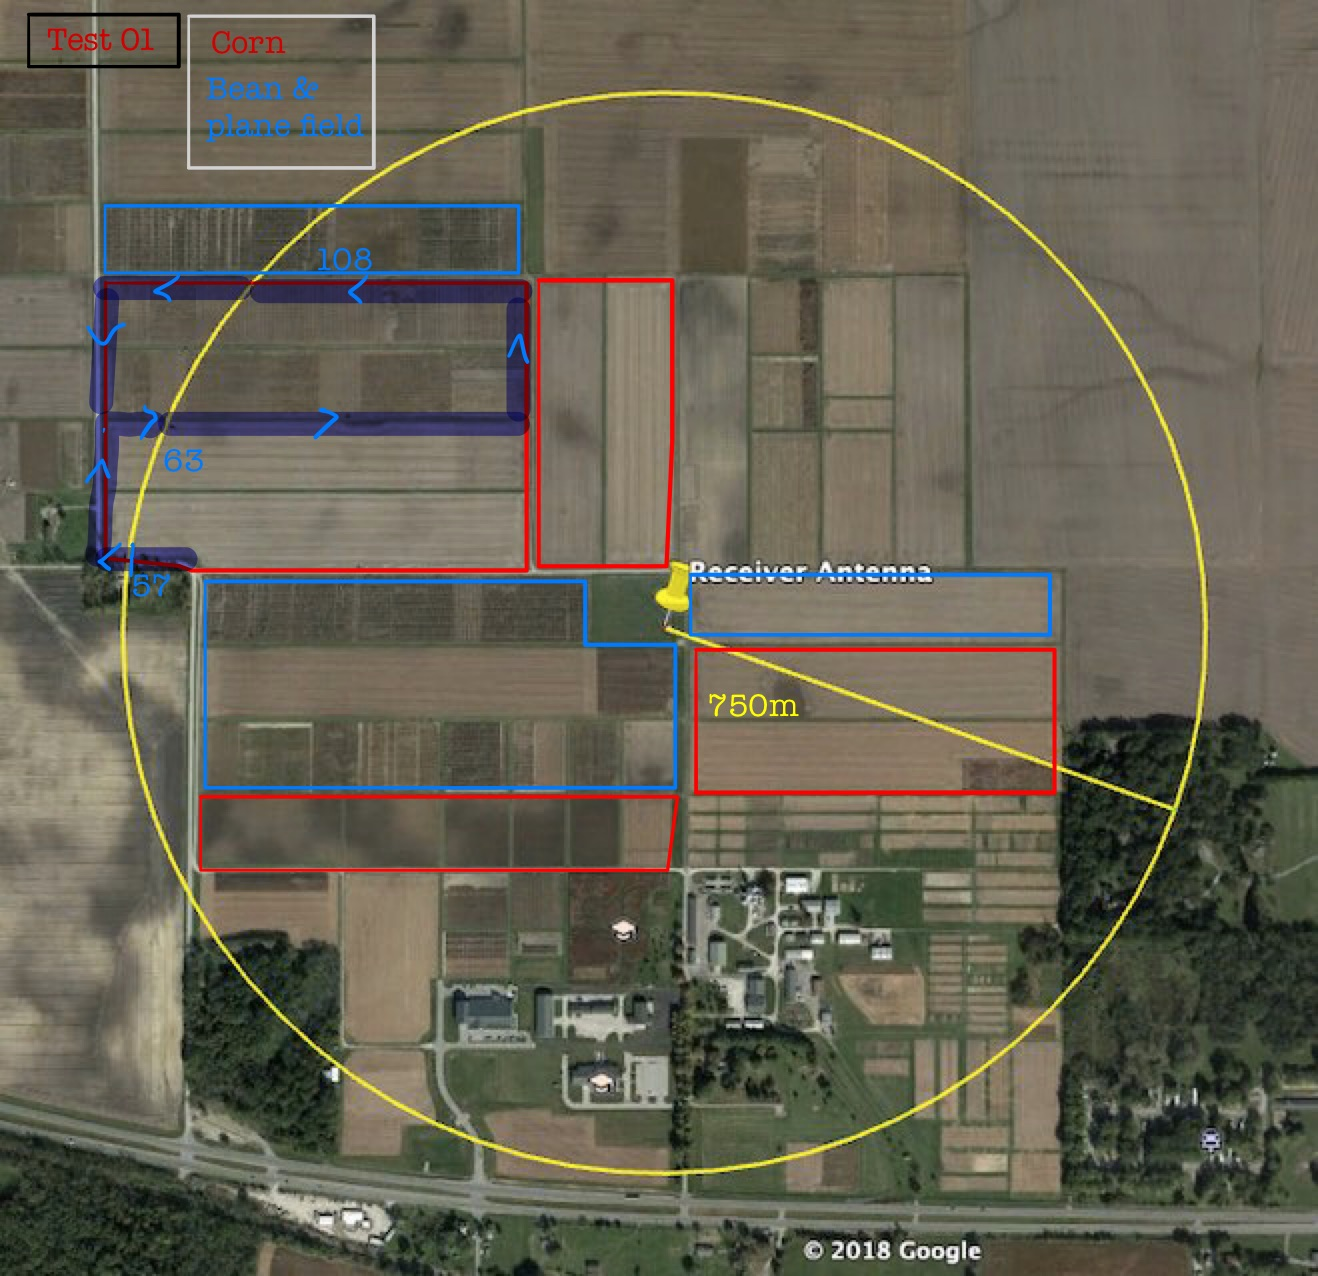 Test 01
Corn
Bean &
plane field
108
63
57
Receiver Antenna
750m
© 2018 Google